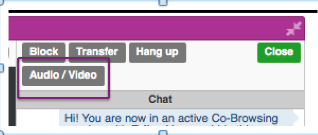 Block Transfer Hang up Close
Audio / Video
Chat
Hi! You are now in an active Co-Browsing